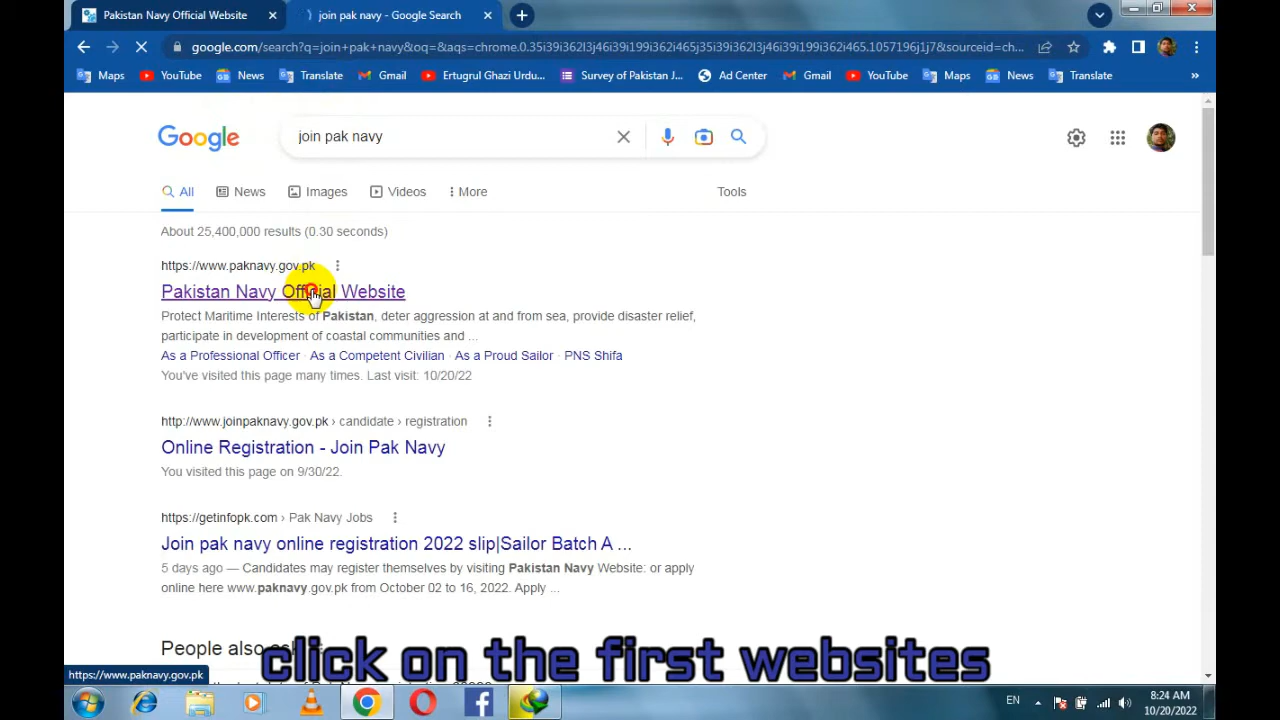 Pakistan Navy Official Website
join pak navy - Google Search
google.com/search?q=join+pak+navy&oq=&aqs=chrome.0.35i39i362l3j46i39i199i362i465j35i39i362l3j46i39i199i362i465.1057196j1j7&sourceid=ch...
Maps YouTube News Translate Gmail Ertugrul Ghazi Urdu... Survey of Pakistan J... Ad Center Gmail YouTube Maps News Translate »
Google
join pak navy
All News Images Videos More Tools
About 25,400,000 results (0.30 seconds)
https://www.paknavy.gov.pk
Pakistan Navy Official Website
Protect Maritime Interests of Pakistan, deter aggression at and from sea, provide disaster relief,
participate in development of coastal communities and ...
As a Professional Officer · As a Competent Civilian · As a Proud Sailor · PNS Shifa
You've visited this page many times. Last visit: 10/20/22
http://www.joinpaknavy.gov.pk › candidate › registration
Online Registration - Join Pak Navy
You visited this page on 9/30/22.
https://getinfopk.com › Pak Navy Jobs
Join pak navy online registration 2022 slip|Sailor Batch A ...
5 days ago — Candidates may register themselves by visiting Pakistan Navy Website: or apply
online here www.paknavy.gov.pk from October 02 to 16, 2022. Apply ...
People also ask
click on the first websites
https://www.paknavy.gov.pk
EN
8:24 AM
10/20/2022